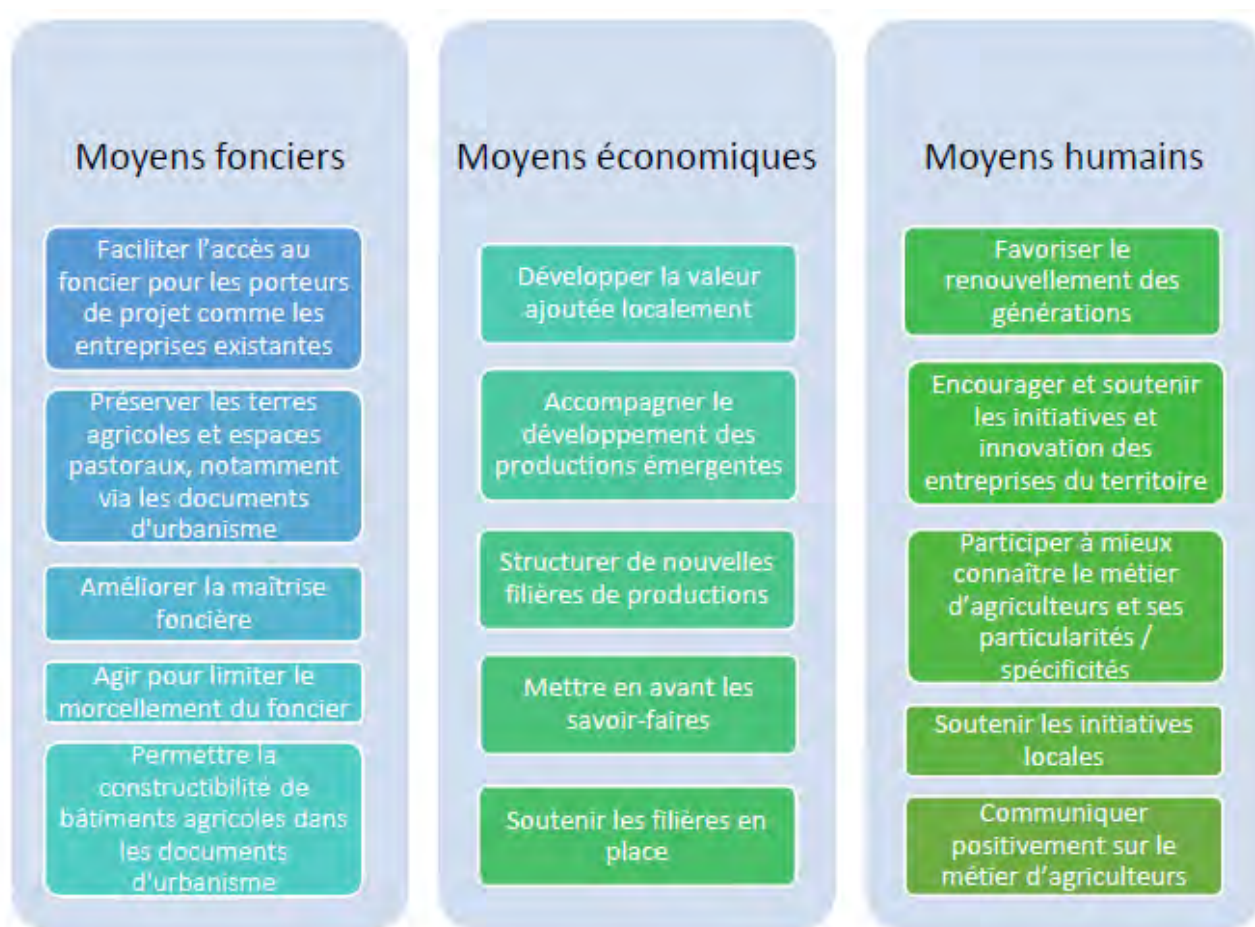 Moyens fonciers
Faciliter l'accès au
foncier pour les porteurs
de projet comme les
entreprises existantes
Préserver les terres
agricoles et espaces
pastoraux, notamment
via les documents
d'urbanisme
Améliorer la maîtrise
foncière
Agir pour limiter le
morcellement du foncier
Permettre la
constructibilité de
bâtiments agricoles dans
les documents
d'urbanisme
Moyens économiques
Développer la valeur
ajoutée localement
Accompagner le
développement des
productions émergentes
Structurer de nouvelles
filières de productions
Mettre en avant les
savoir-faires
Soutenir les filières en
place
Moyens humains
Favoriser le
renouvellement des
générations
Encourager et soutenir
les initiatives et
innovation des
entreprises du territoire
Participer à mieux
connaître le métier
d'agriculteurs et ses
particularités /
spécificités
Soutenir les initiatives
locales
Communiquer
positivement sur le
métier d'agriculteurs